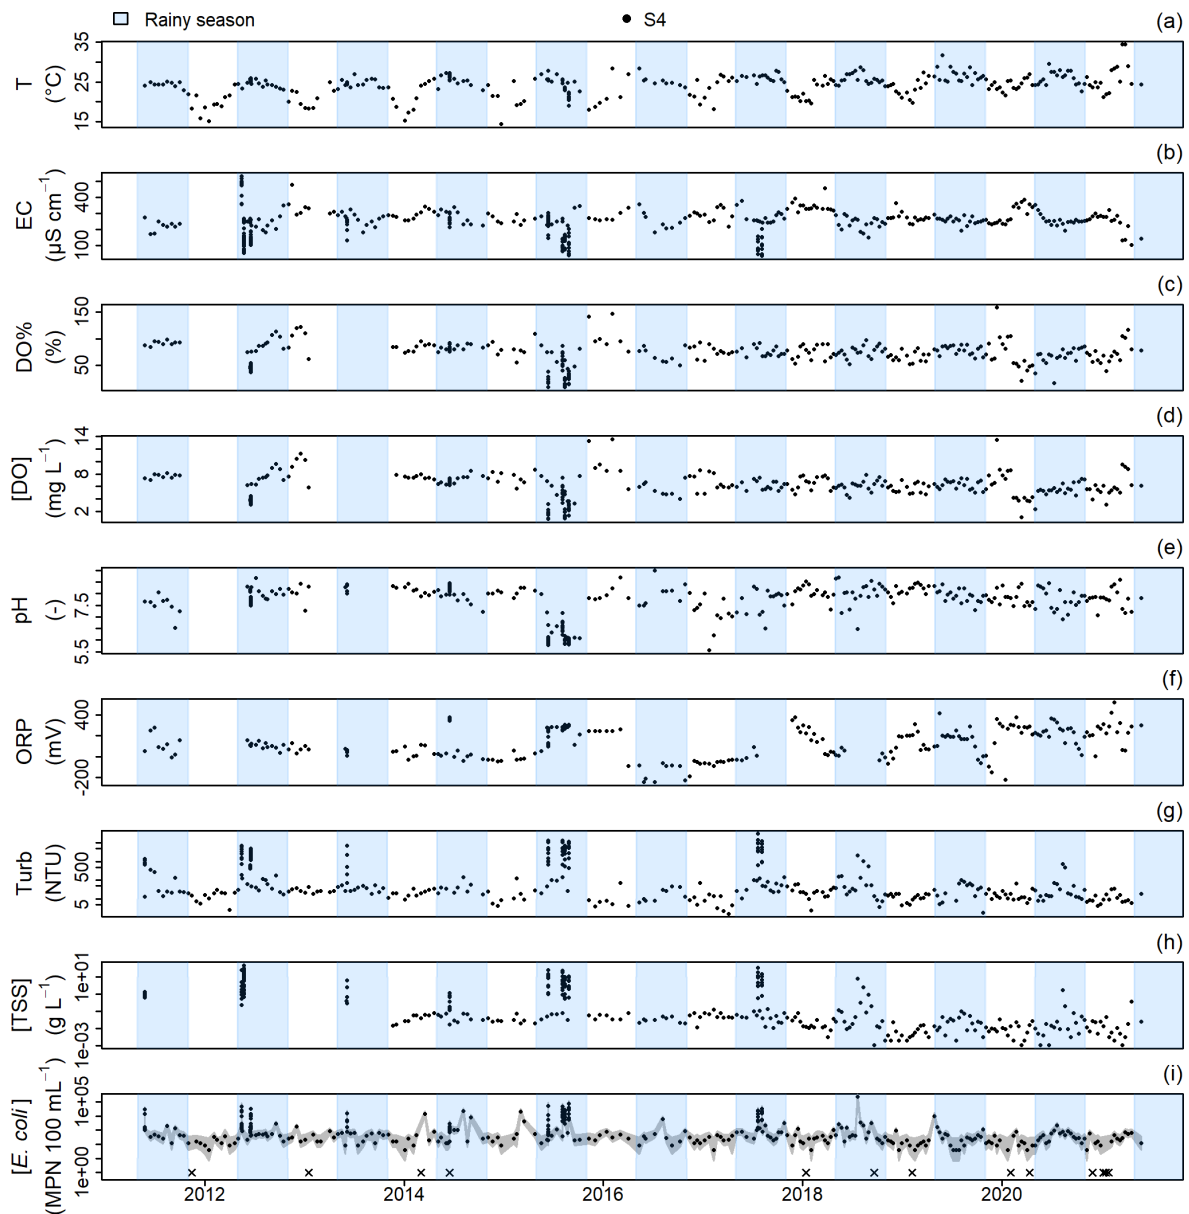 Rainy season S4 (a)
35
25
15
T
(°C)
(b)
400
100
EC
(µS cm⁻¹)
(c)
150
50
DO%
(%)
(d)
14
8
2
[DO]
(mg L⁻¹)
(e)
7.5
5.5
pH
(-)
(f)
400
-200
ORP
(mV)
(g)
500
5
Turb
(NTU)
(h)
1e+01
1e-03
[TSS]
(g L⁻¹)
(i)
1e+05
1e+00
[E. coli]
(MPN 100 mL⁻¹)
2012 2014 2016 2018 2020